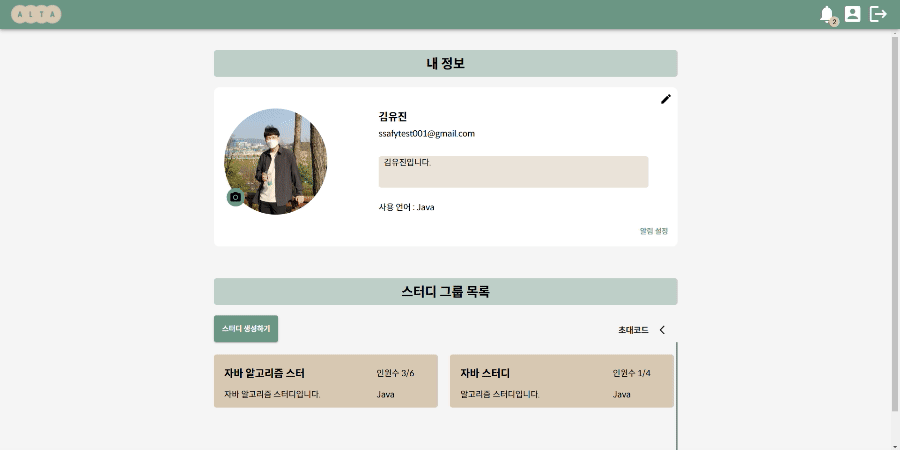 ALTA
2
내 정보
김유진
ssafytest001@gmail.com
김유진입니다.
사용 언어 : Java
알림 설정
스터디 그룹 목록
스터디 생성하기
초대코드
자바 알고리즘 스터
인원수 3/6
자바 알고리즘 스터디입니다.
Java
자바 스터디
인원수 1/4
알고리즘 스터디입니다.
Java